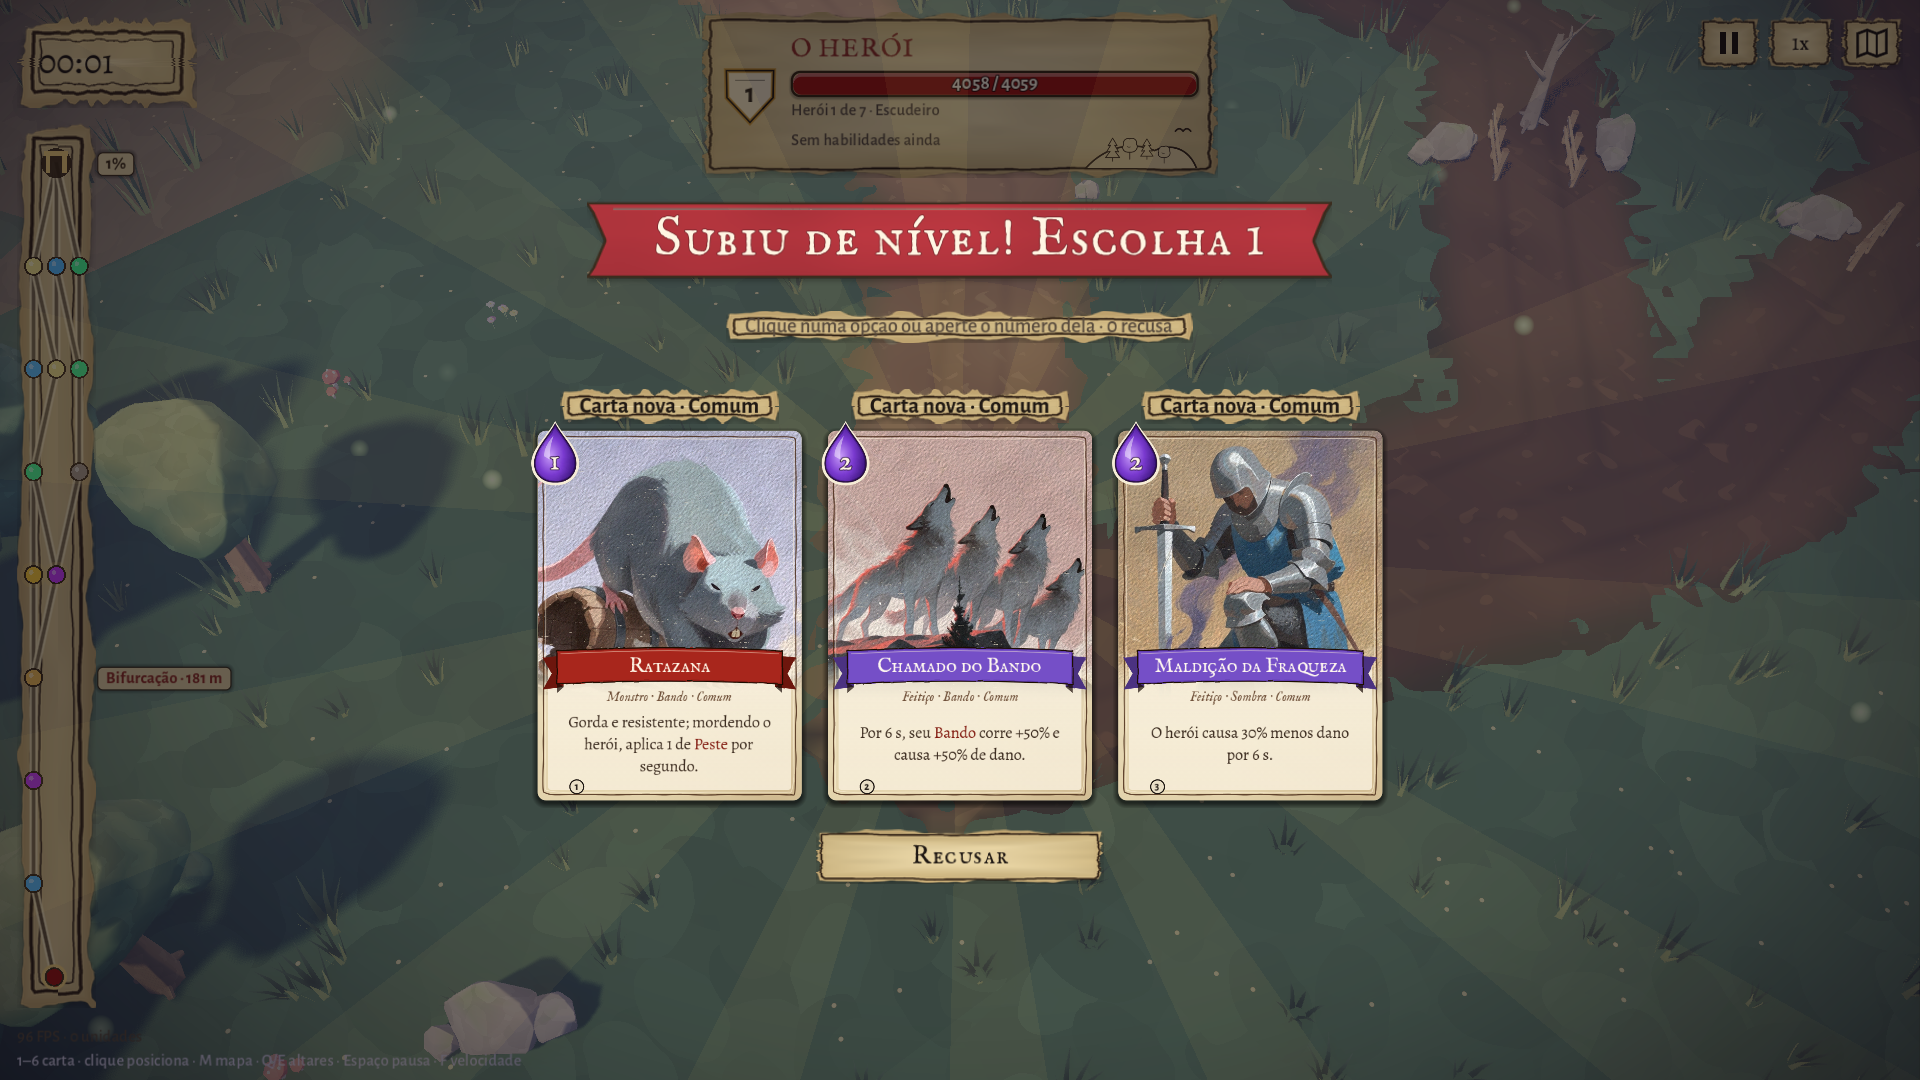 00:01
O HERÓI
1
4058 / 4059
Herói 1 de 7 · Escudeiro
Sem habilidades ainda
1x
1%
SUBIU DE NÍVEL! ESCOLHA 1
Clique numa opção ou aperte o número dela · 0 recusa
Carta nova · Comum
Carta nova · Comum
Carta nova · Comum
1
2
2
RATAZANA
Monstro · Bando · Comum
Gorda e resistente; mordendo o
herói, aplica 1 de Peste por
segundo.
1
CHAMADO DO BANDO
Feitiço · Bando · Comum
Por 6 s, seu Bando corre +50% e
causa +50% de dano.
2
MALDIÇÃO DA FRAQUEZA
Feitiço · Sombra · Comum
O herói causa 30% menos dano
por 6 s.
3
Bifurcação · 181 m
RECUSAR
96 FPS · 0
1–6 carta · clique posiciona · M mapa · Q/E altares · Espaço pausa · velocidade